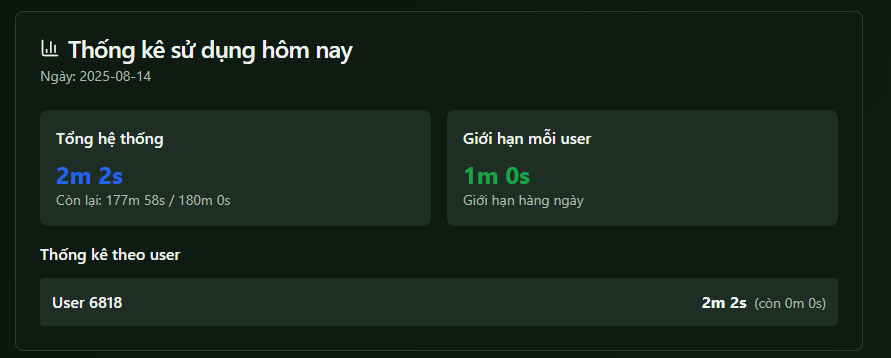 Thống kê sử dụng hôm nay
Ngày: 2025-08-14
Tổng hệ thống
2m 2s
Còn lại: 177m 58s / 180m 0s
Giới hạn mỗi user
1m 0s
Giới hạn hàng ngày
Thống kê theo user
User 6818
2m 2s (còn 0m 0s)